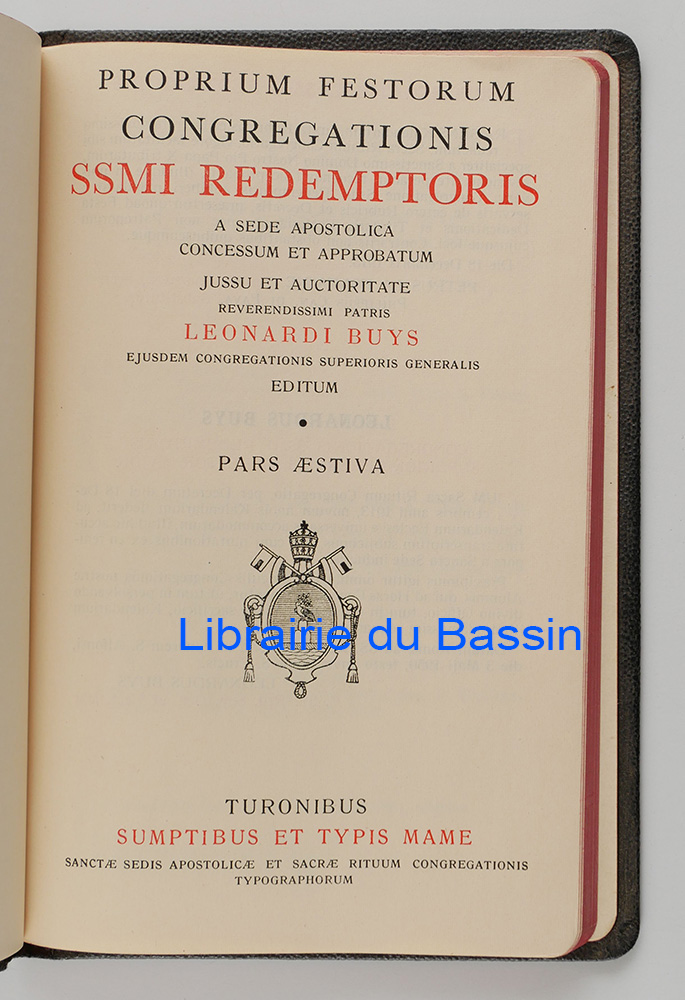 PROPRIUM FESTORUM
CONGREGATIONIS
SSMI REDEMPTORIS
A SEDE APOSTOLICA
CONCESSUM ET APPROBATUM
JUSSU ET AUCTORITATE
REVERENDISSIMI PATRIS
LEONARDI BUYS
EJUSDEM CONGREGATIONIS SUPERIORIS GENERALIS
EDITUM
•
PARS ÆSTIVA
Librairie du Bassin
TURONIBUS
SUMPTIBUS ET TYPIS MAME
SANCTÆ SEDIS APOSTOLICÆ ET SACRÆ RITUUM CONGREGATIONIS
TYPOGRAPHORUM